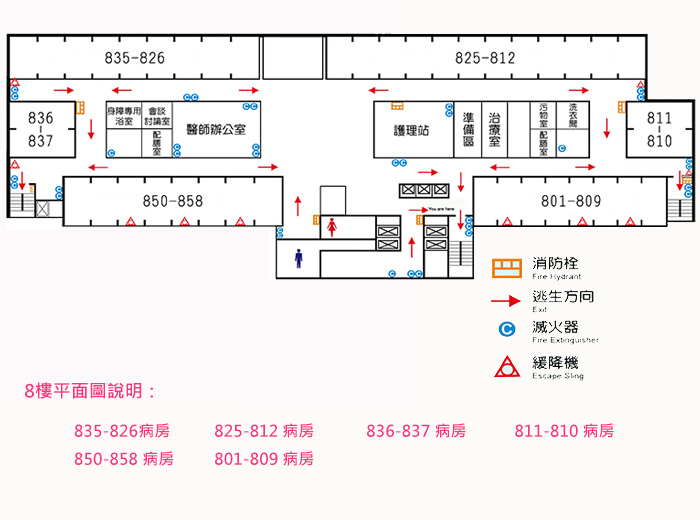 835-826
825-812
836
|
837
身障專用
浴室
會談
討論室
配膳室
醫師辦公室
護理站
準備區
治療室
污物室
配膳室
洗衣間
811
|
810
850-858
You are here
801-809
消防栓
Fire Hydrant
逃生方向
Exit
滅火器
Fire Extinguisher
緩降機
Escape Sling
8樓平面圖說明：
835-826病房 825-812 病房 836-837 病房 811-810 病房
850-858 病房 801-809 病房